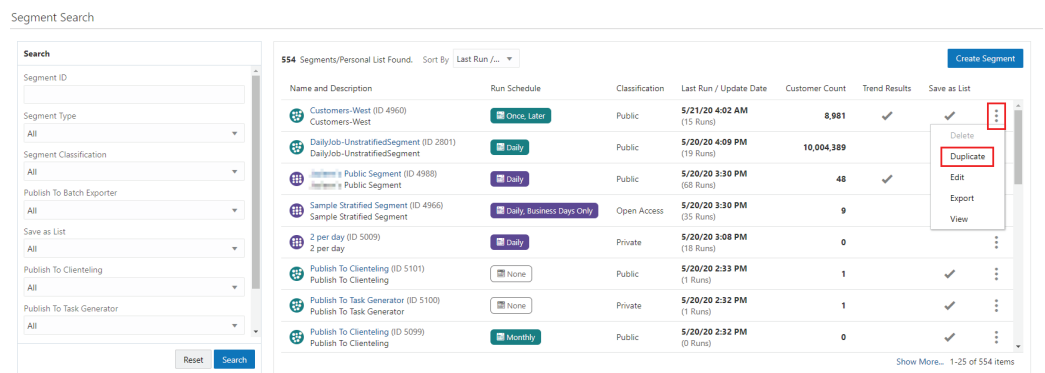 Segment Search
Search
Segment ID
Segment Type
All
Segment Classification
All
Publish To Batch Exporter
All
Save as List
All
Publish To Clienteling
All
Publish To Task Generator
All
Reset Search
554 Segments/Personal List Found. Sort By Last Run /... Create Segment
Name and Description Run Schedule Classification Last Run / Update Date Customer Count Trend Results Save as List
Customers-West (ID 4960) Once, Later Public 5/21/20 4:02 AM 8,981
Customers-West (15 Runs)
DailyJob-UnstratifiedSegment (ID 2801) Daily Public 5/20/20 4:09 PM 10,004,389
DailyJob-UnstratifiedSegment (19 Runs)
Public Segment (ID 4988) Daily Public 5/20/20 3:30 PM 48
Public Segment (68 Runs)
Sample Stratified Segment (ID 4966) Daily, Business Days Only Open Access 5/20/20 3:30 PM 9
Sample Stratified Segment (35 Runs)
2 per day (ID 5009) Daily Private 5/20/20 3:08 PM 0
2 per day (18 Runs)
Publish To Clienteling (ID 5101) None Public 5/20/20 2:33 PM 1
Publish To Clienteling (1 Runs)
Publish To Task Generator (ID 5100) None Private 5/20/20 2:32 PM 1
Publish To Task Generator (1 Runs)
Publish To Clienteling (ID 5099) Monthly Public 5/20/20 2:32 PM 0
Publish To Clienteling (0 Runs)
Delete
Duplicate
Edit
Export
View
Show More... 1-25 of 554 items